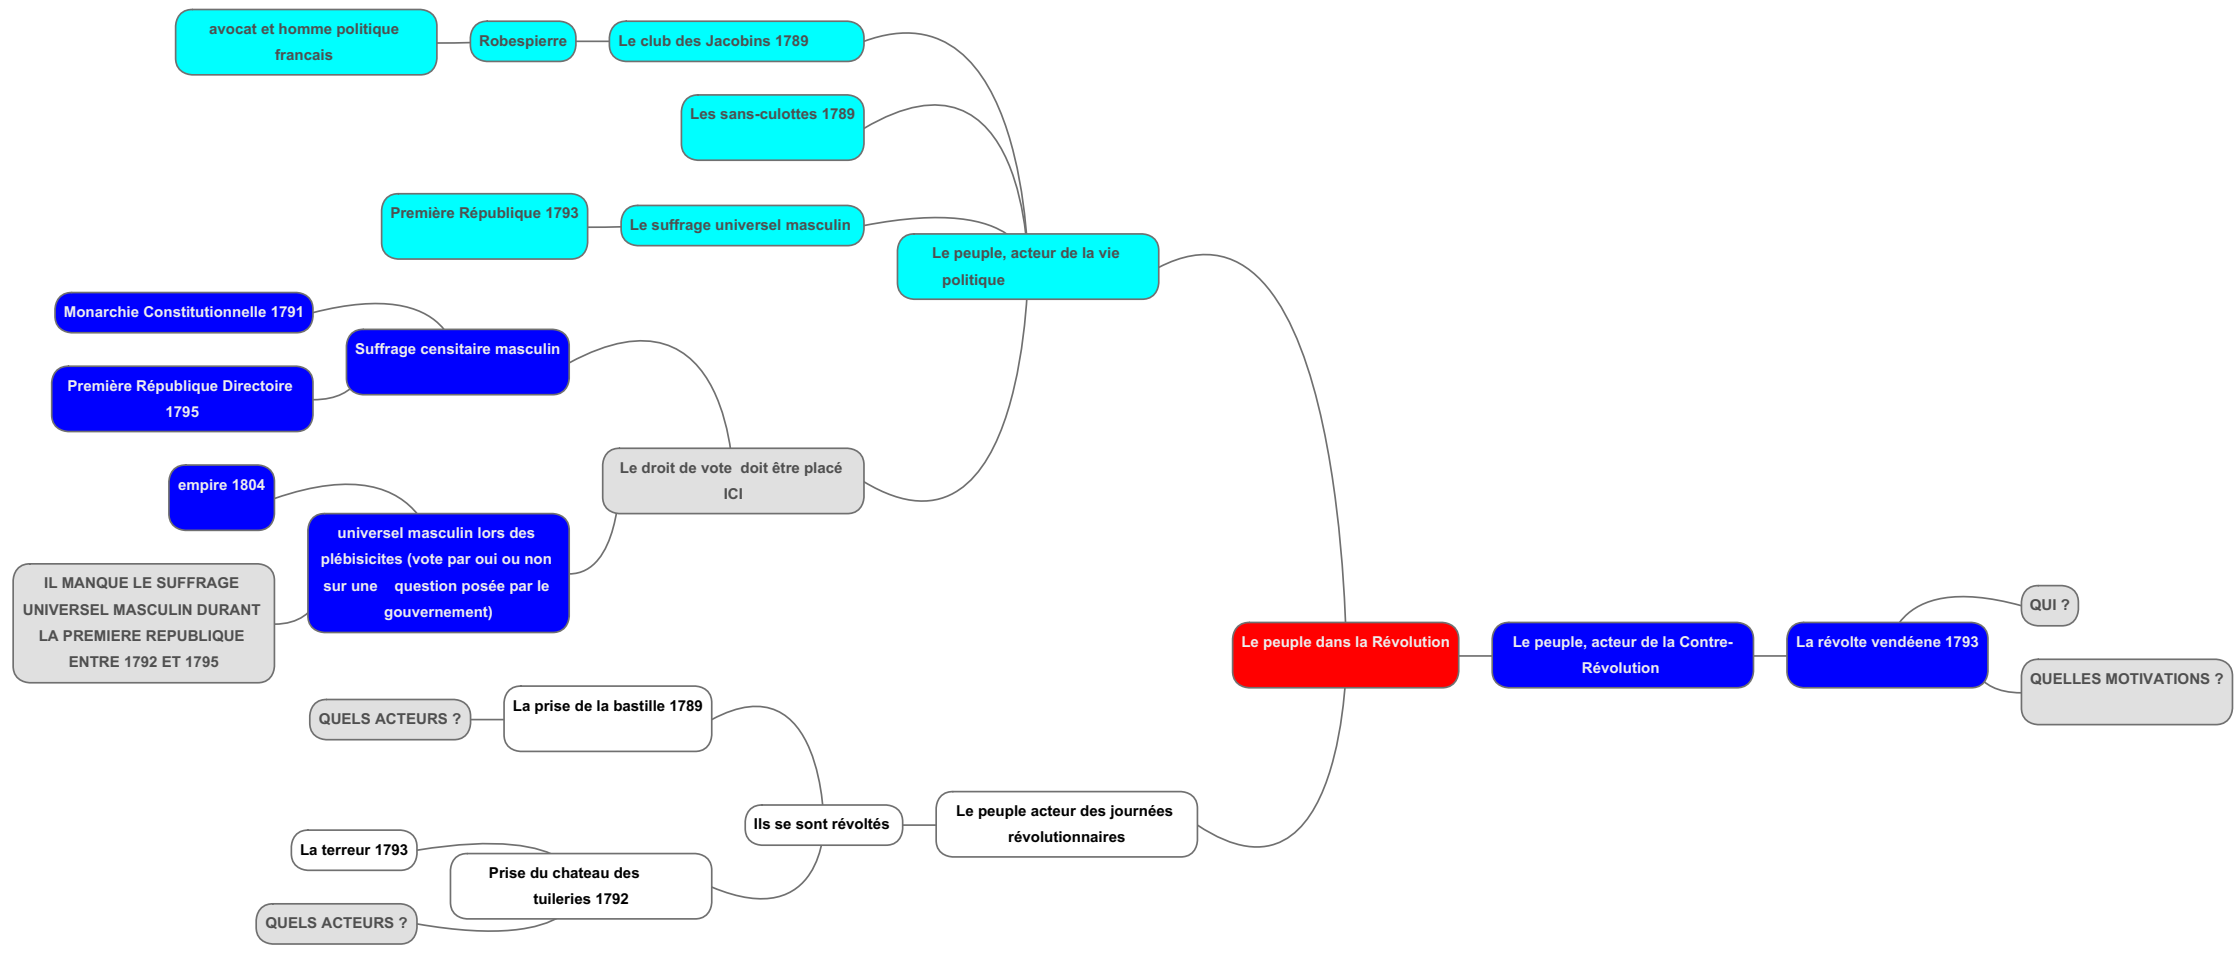 avocat et homme politique
francais
Robespierre
Le club des Jacobins 1789
Les sans-culottes 1789
Première République 1793
Le suffrage universel masculin
Le peuple, acteur de la vie
politique
Monarchie Constitutionnelle 1791
Suffrage censitaire masculin
Première République Directoire
1795
Le droit de vote  doit être placé
ICI
empire 1804
universel masculin lors des
plébisicites (vote par oui ou non
sur une    question posée par le
gouvernement)
IL MANQUE LE SUFFRAGE
UNIVERSEL MASCULIN DURANT
LA PREMIERE REPUBLIQUE
ENTRE 1792 ET 1795
Le peuple dans la Révolution
Le peuple, acteur de la Contre-
Révolution
La révolte vendéene 1793
QUI ?
QUELLES MOTIVATIONS ?
QUELS ACTEURS ?
La prise de la bastille 1789
Ils se sont révoltés
Le peuple acteur des journées
révolutionnaires
La terreur 1793
Prise du chateau des
tuileries 1792
QUELS ACTEURS ?